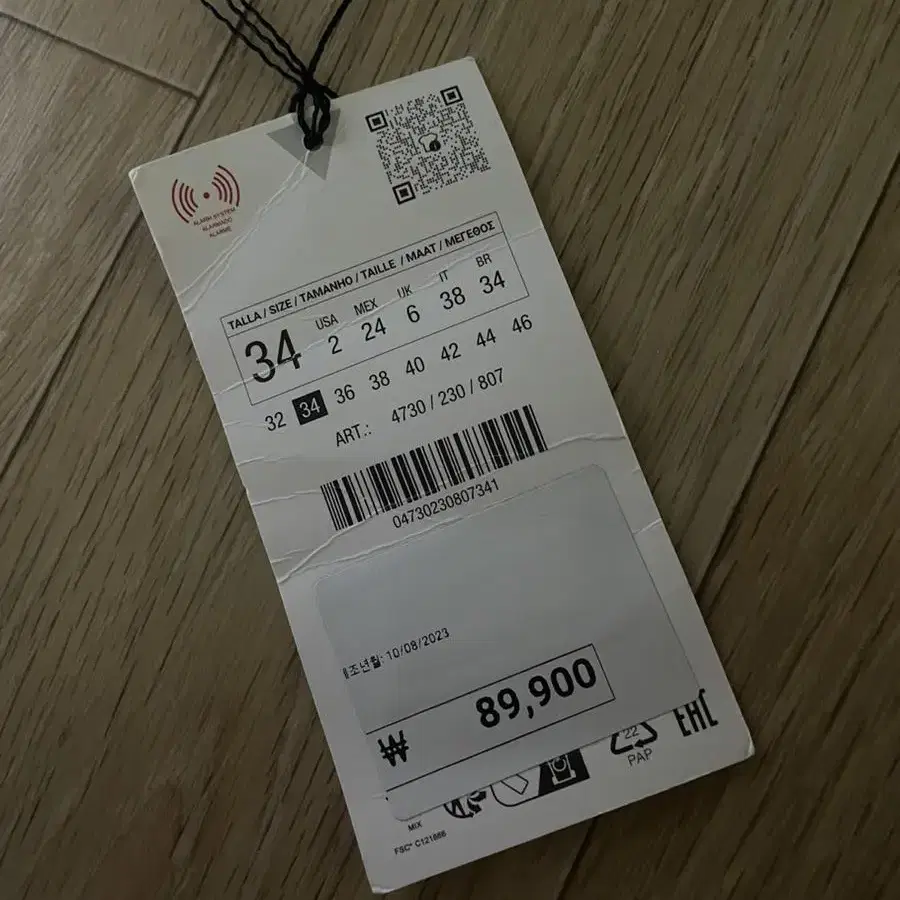 ALARM SYSTEM
ALARMADO
ALARME
TALLA / SIZE / TAMANHO / TAILLE / MAAT / ΜΕΓΕΘΟΣ
34
USA MEX UK IT BR
2 24 6 38 34
32 34 36 38 40 42 44 46
ART.: 4730 / 230 / 807
04730230807341
제조년월: 10/08/2023
₩ 89,900
22
PAP
EAC
MIX
FSC® C121886